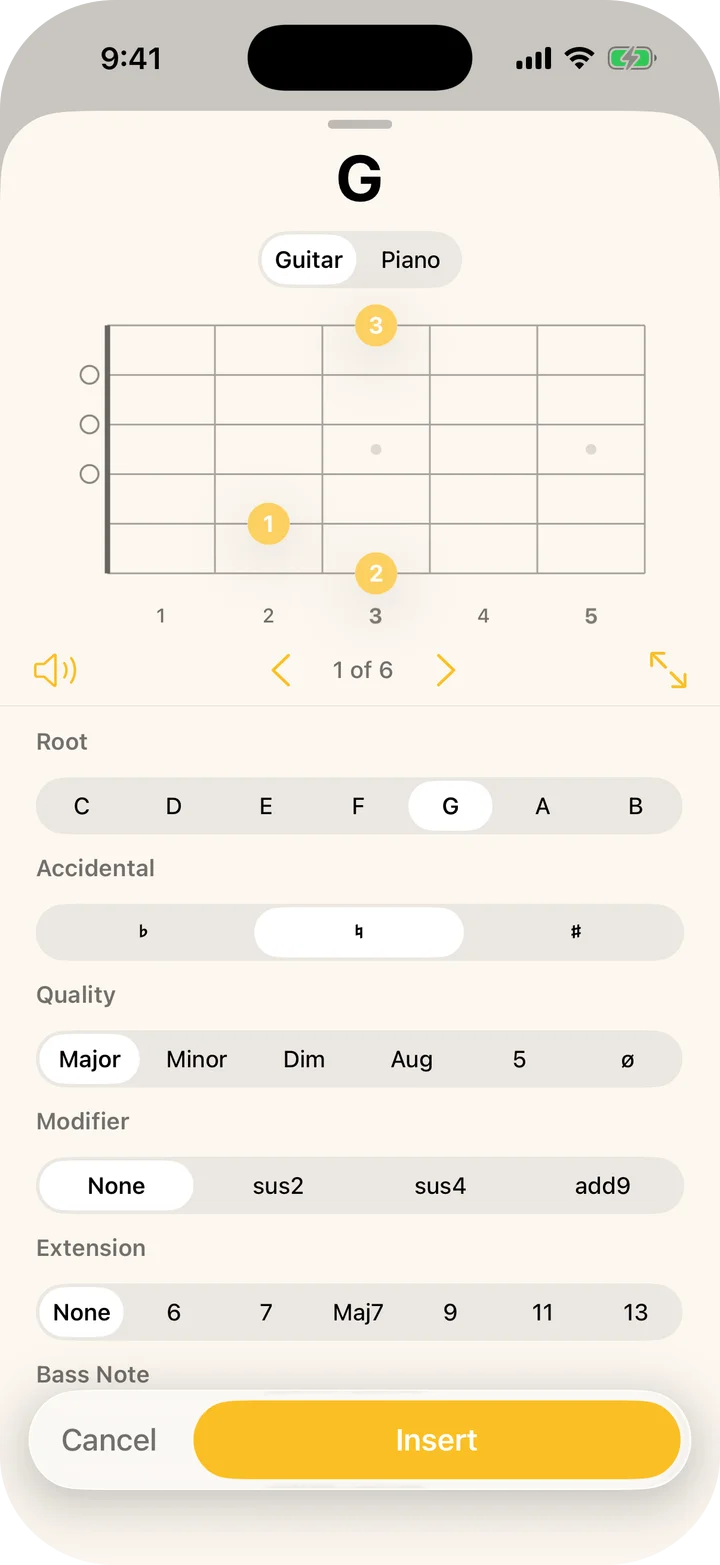 9:41
G
Guitar Piano
3
1
2
1 2 3 4 5
1 of 6
Root
C D E F G A B
Accidental
♭ ♮ ♯
Quality
Major Minor Dim Aug 5 ø
Modifier
None sus2 sus4 add9
Extension
None 6 7 Maj7 9 11 13
Bass Note
Cancel Insert